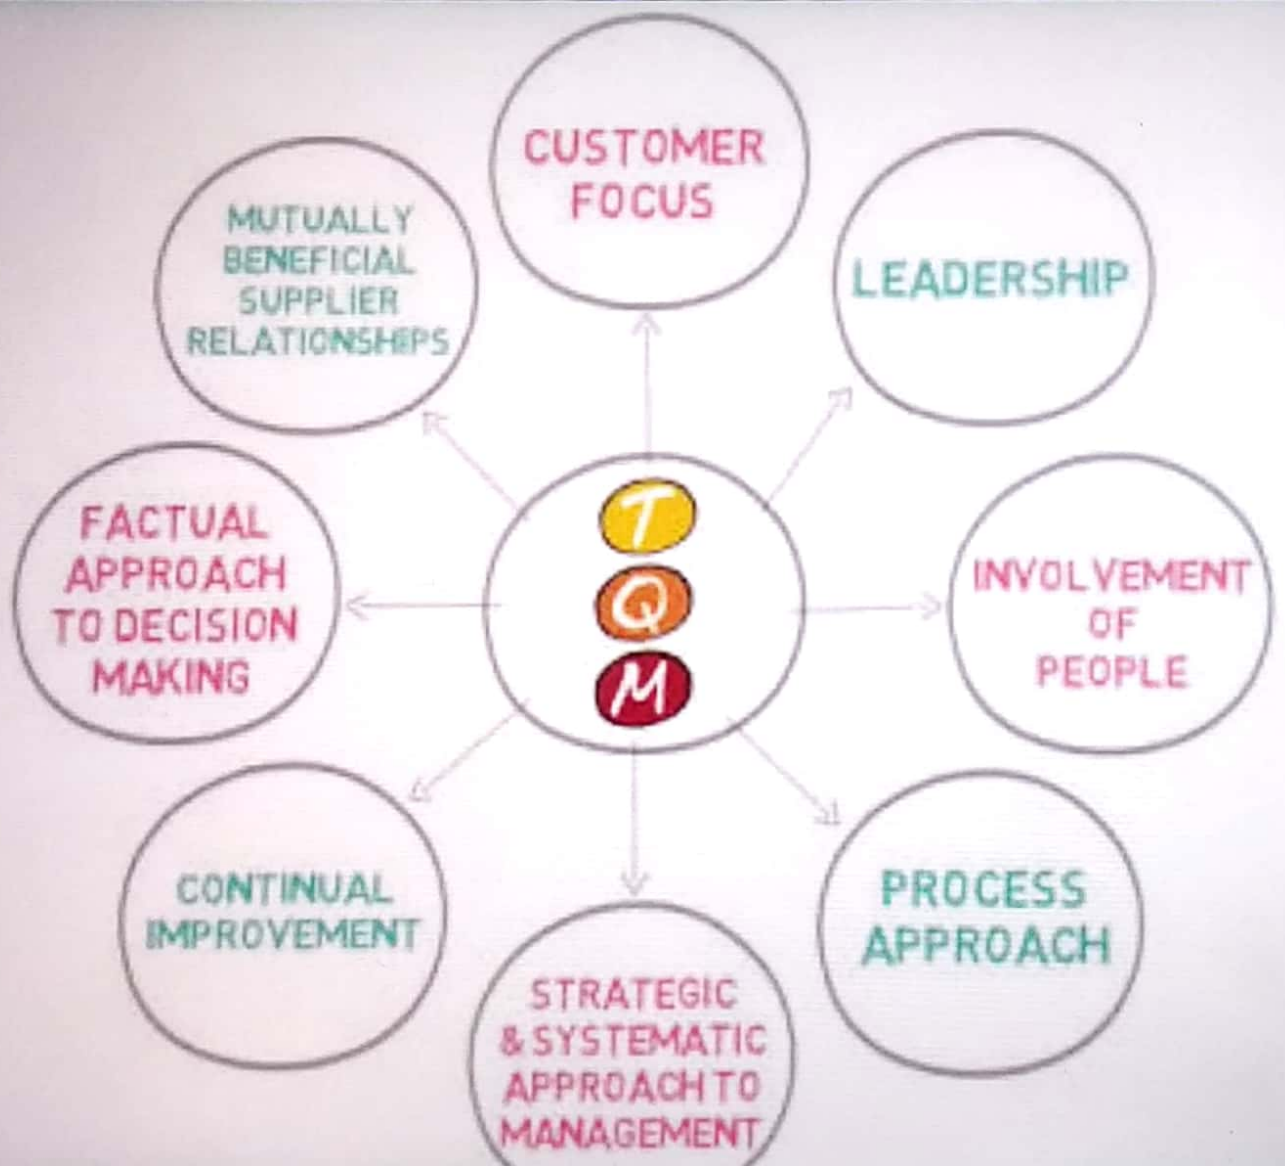 CUSTOMER
FOCUS
LEADERSHIP
INVOLVEMENT
OF
PEOPLE
PROCESS
APPROACH
STRATEGIC
& SYSTEMATIC
APPROACH TO
MANAGEMENT
CONTINUAL
IMPROVEMENT
FACTUAL
APPROACH
TO DECISION
MAKING
MUTUALLY
BENEFICIAL
SUPPLIER
RELATIONSHIPS
T
Q
M